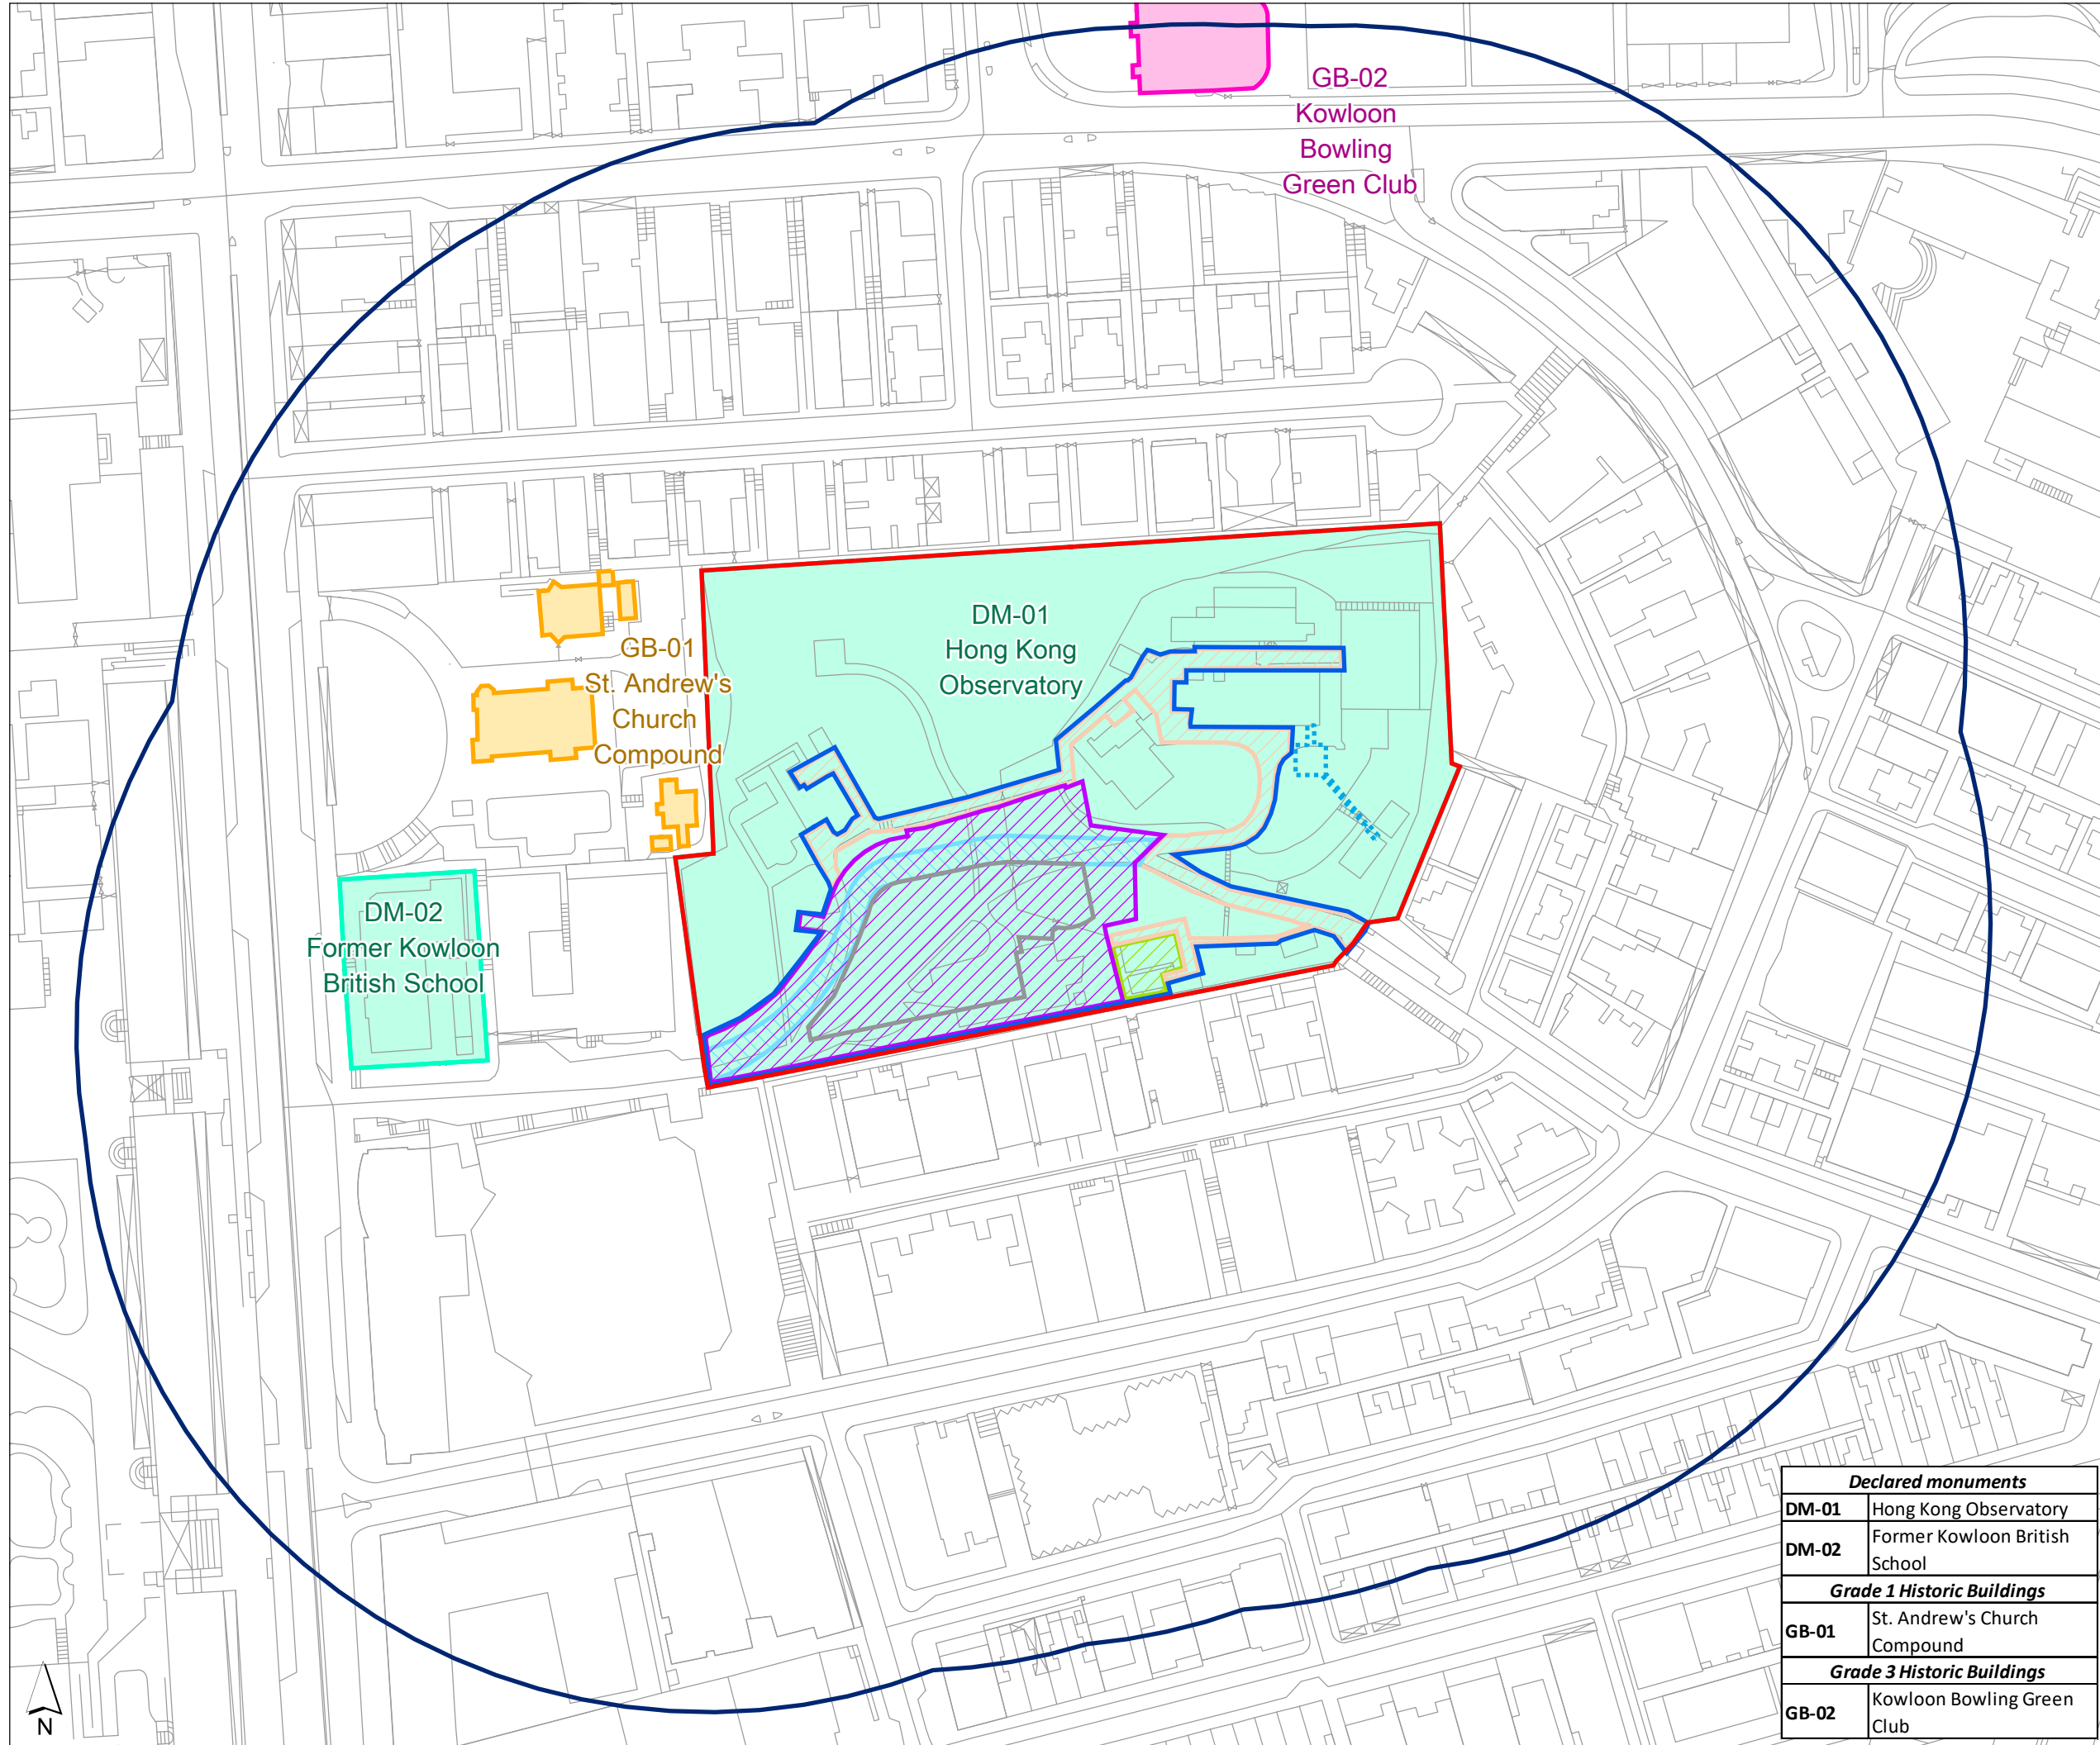 GB-02
Kowloon
Bowling
Green Club
DM-01
Hong Kong
Observatory
GB-01
St. Andrew's
Church
Compound
DM-02
Former Kowloon
British School
N
Declared monuments
DM-01 Hong Kong Observatory
DM-02 Former Kowloon British
School
Grade 1 Historic Buildings
GB-01 St. Andrew's Church
Compound
Grade 3 Historic Buildings
GB-02 Kowloon Bowling Green
Club